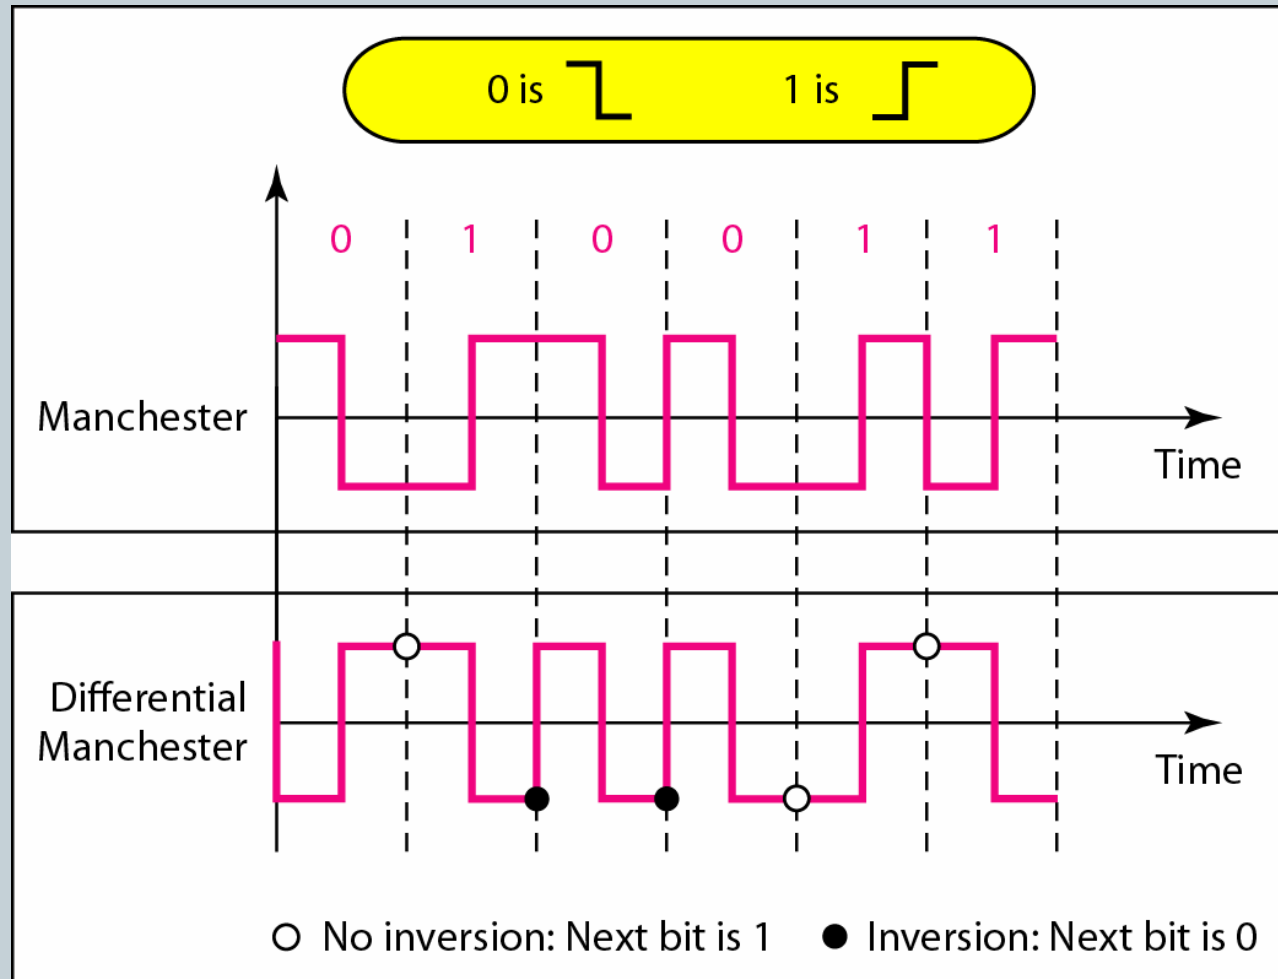 0 is 1 is
0 1 0 0 1 1
Manchester
Time
Differential
Manchester
Time
No inversion: Next bit is 1 Inversion: Next bit is 0